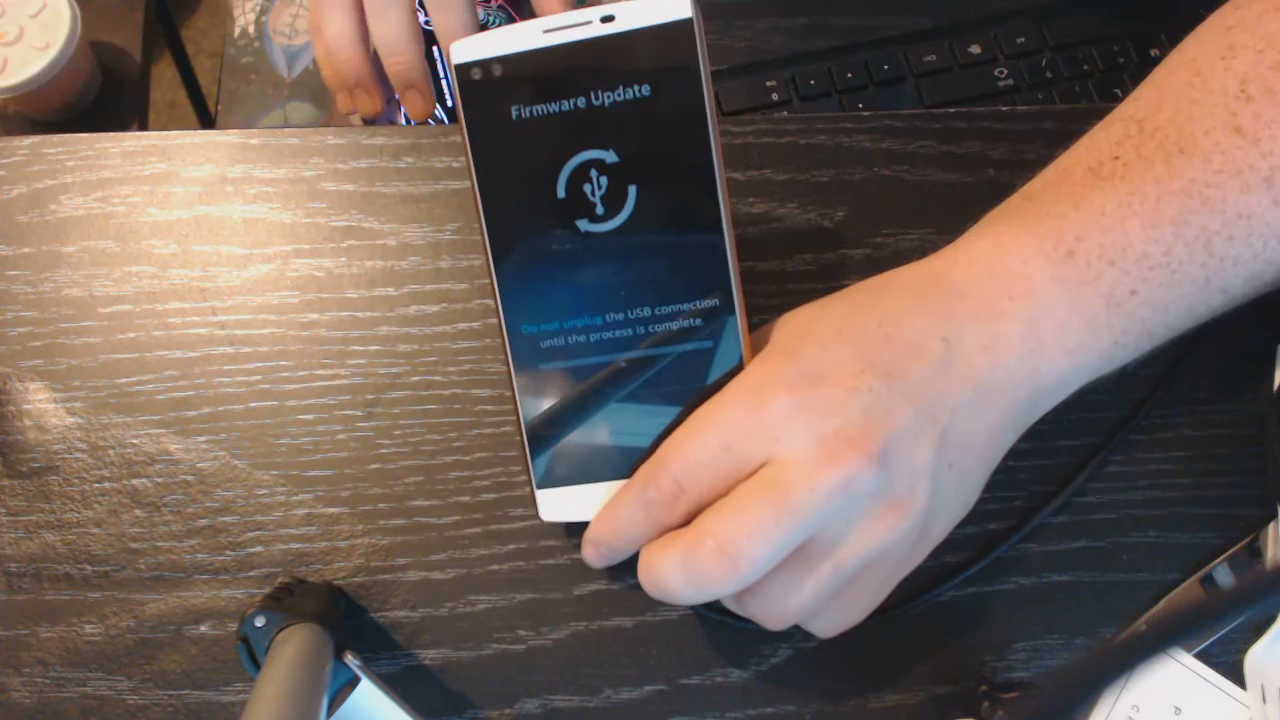 Firmware Update
Do not unplug the USB connection
until the process is complete.